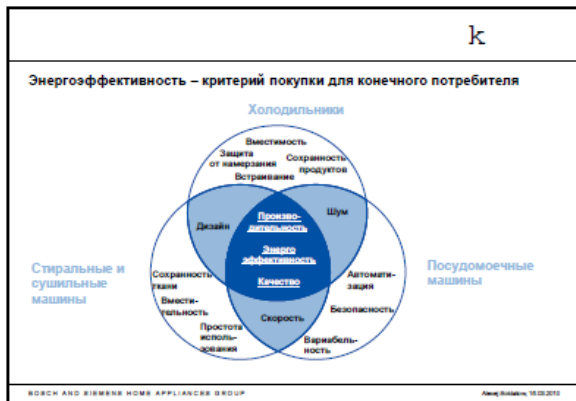 k
Энергоэффективность – критерий покупки для конечного потребителя
Холодильники
Вместимость
Защита
от намерзания
Сохранность
продуктов
Встраивание
Дизайн
Произво-
дительность
Шум
Энерго
эффективность
Качество
Стиральные и
сушильные
машины
Посудомоечные
машины
Сохранность
ткани
Вмести-
тельность
Простота
исполь-
зования
Скорость
Автомати-
зация
Безопасность
Вариабель-
ность
BOSCH AND SIEMENS HOME APPLIANCES GROUP